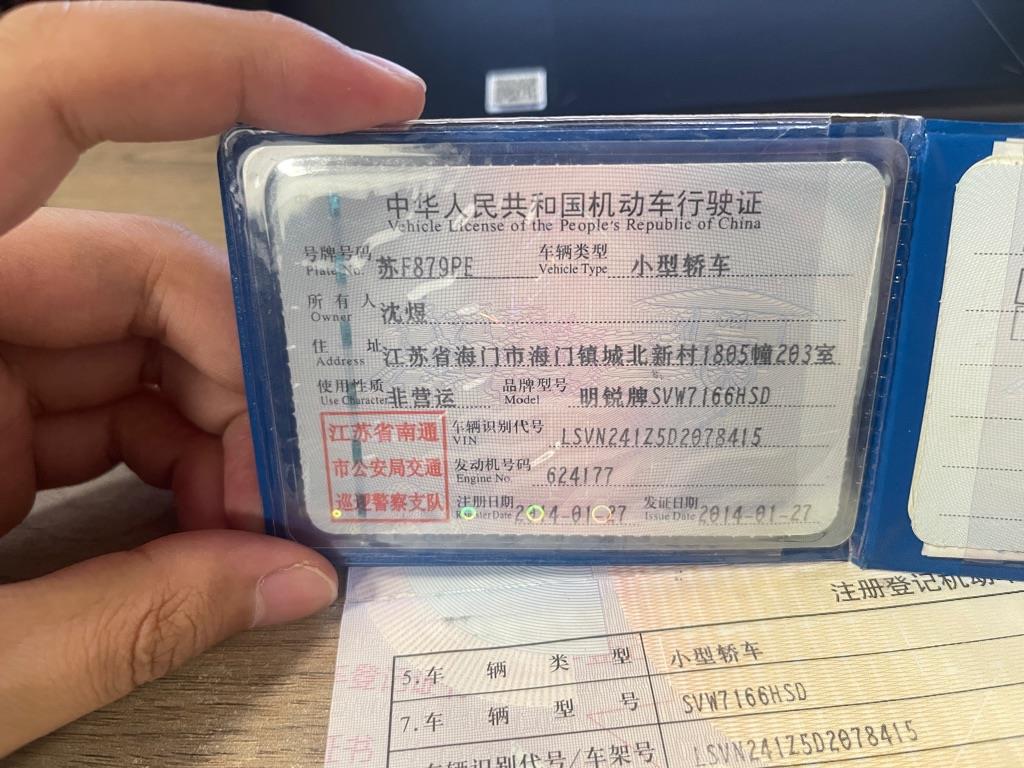 中华人民共和国机动车行驶证
Vehicle License of the People's Republic of China
号牌号码 苏F879PE 车辆类型 小型轿车
Plate No. Vehicle Type
所有人 沈煜
Owner
住址 江苏省海门市海门镇城北新村1805幢203室
Address
使用性质 非营运 品牌型号 明锐牌SVW7166HSD
Use Character Model
江苏省南通
市公安局交通
巡逻警察支队
车辆识别代号 LSVN241Z5D2078415
VIN
发动机号码 624177
Engine No.
注册日期 2014-01-27 发证日期 2014-01-27
Register Date Issue Date
注册登记机动
5.车辆类型 小型轿车
7.车辆型号 SVW7166HSD
车辆识别代号/车架号 LSVN241Z5D2078415